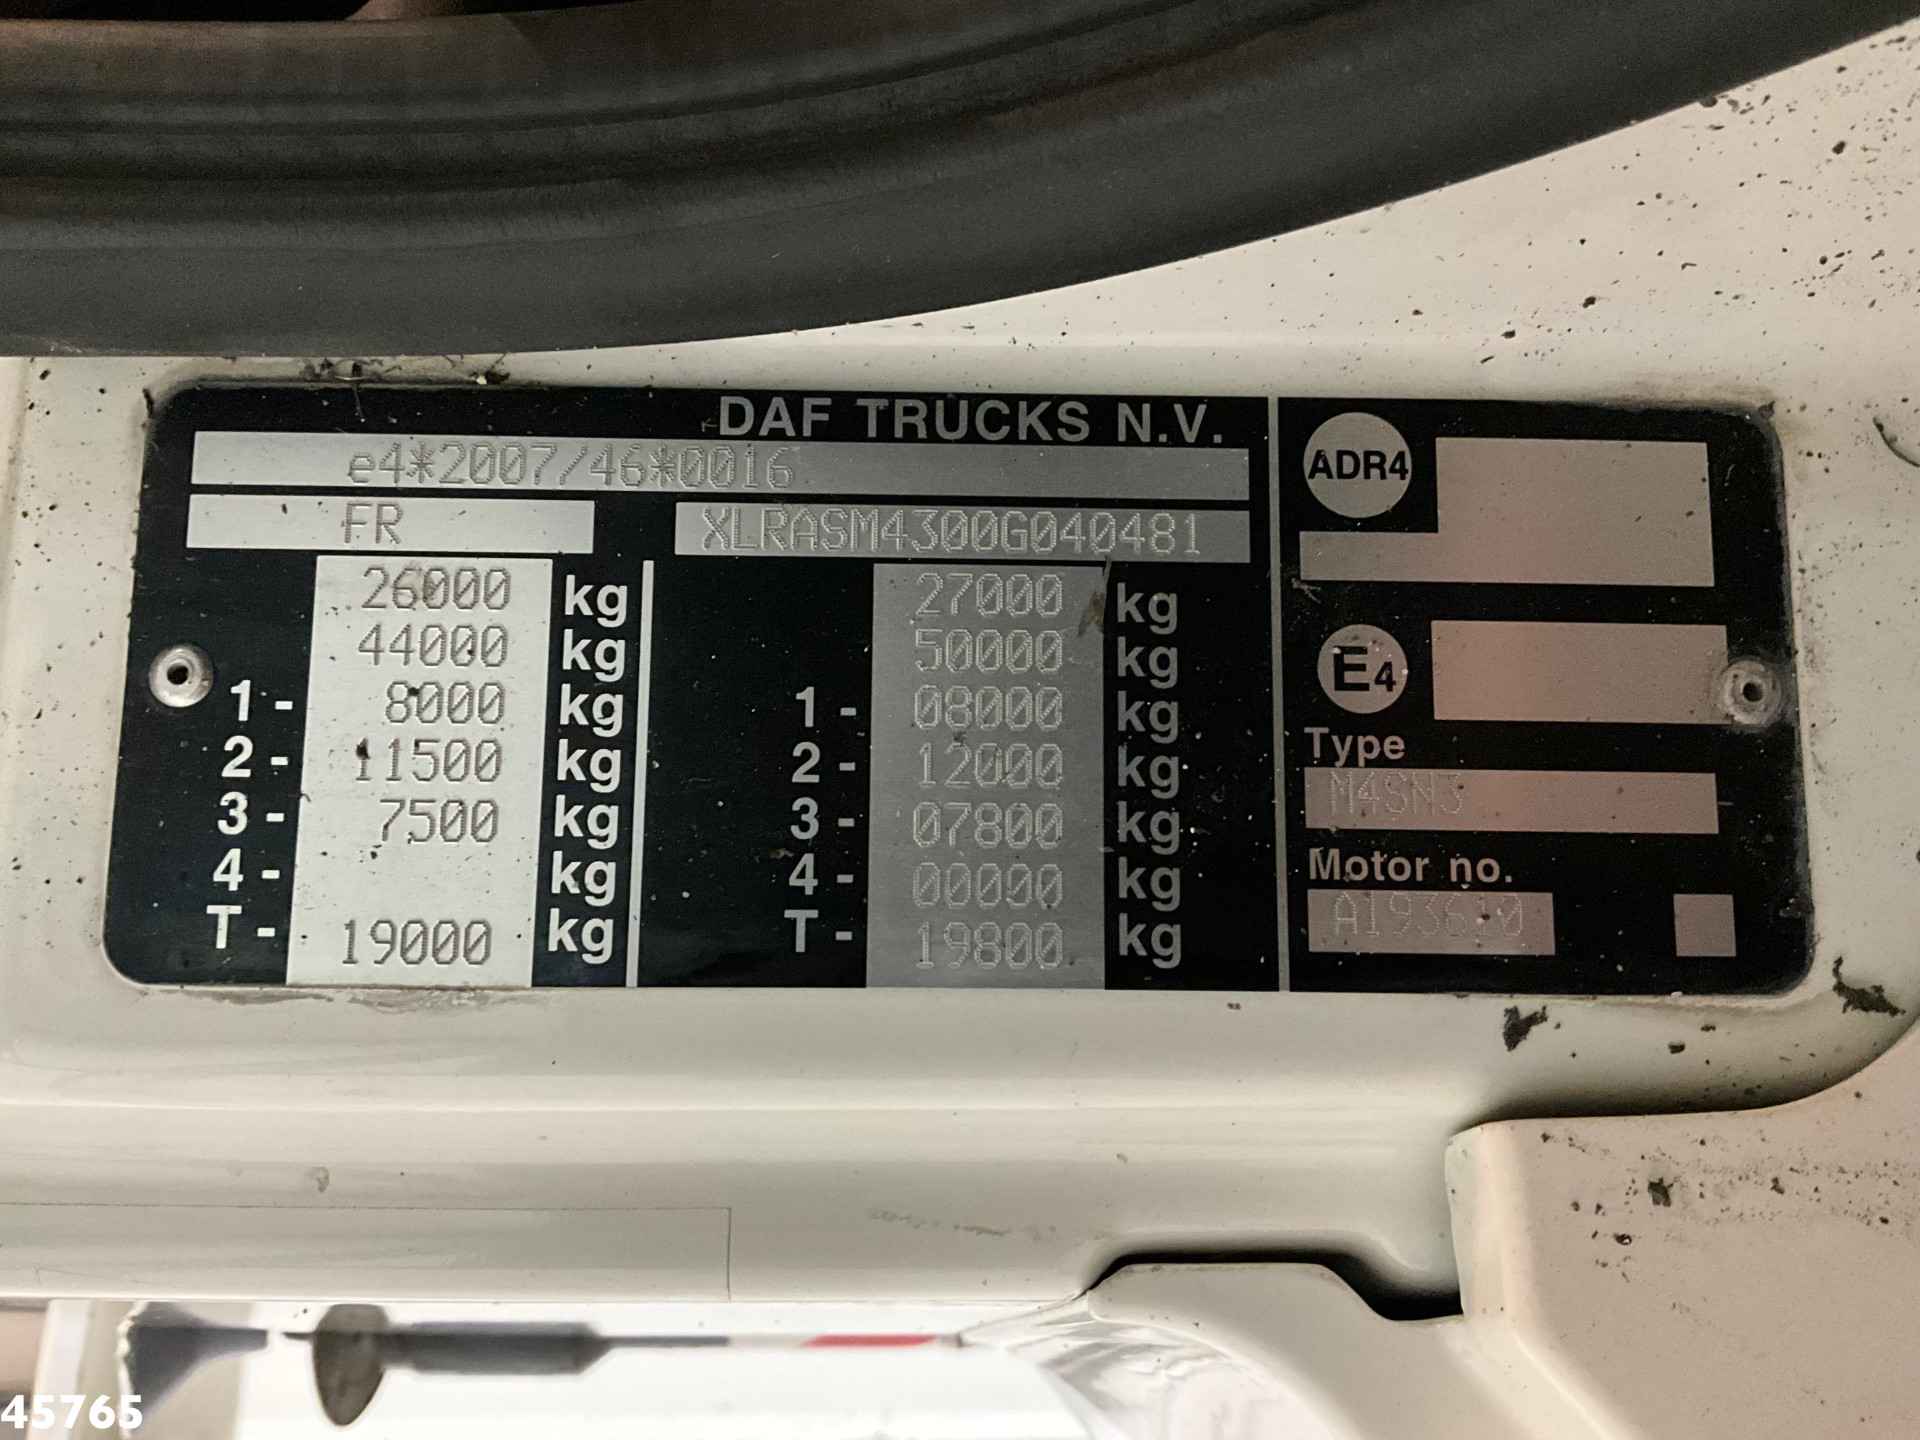 DAF TRUCKS N.V.
e4*2007/46*0016
FR XLRASM4300G040481
26000 kg 27000 kg
44000 kg 50000 kg
1- 8000 kg 1- 08000 kg
2- 11500 kg 2- 12000 kg
3- 7500 kg 3- 07800 kg
4- kg 4- 00000 kg
T- 19000 kg T- 19800 kg
ADR4
E4
Type
M4SN3
Motor no.
A193610
45765